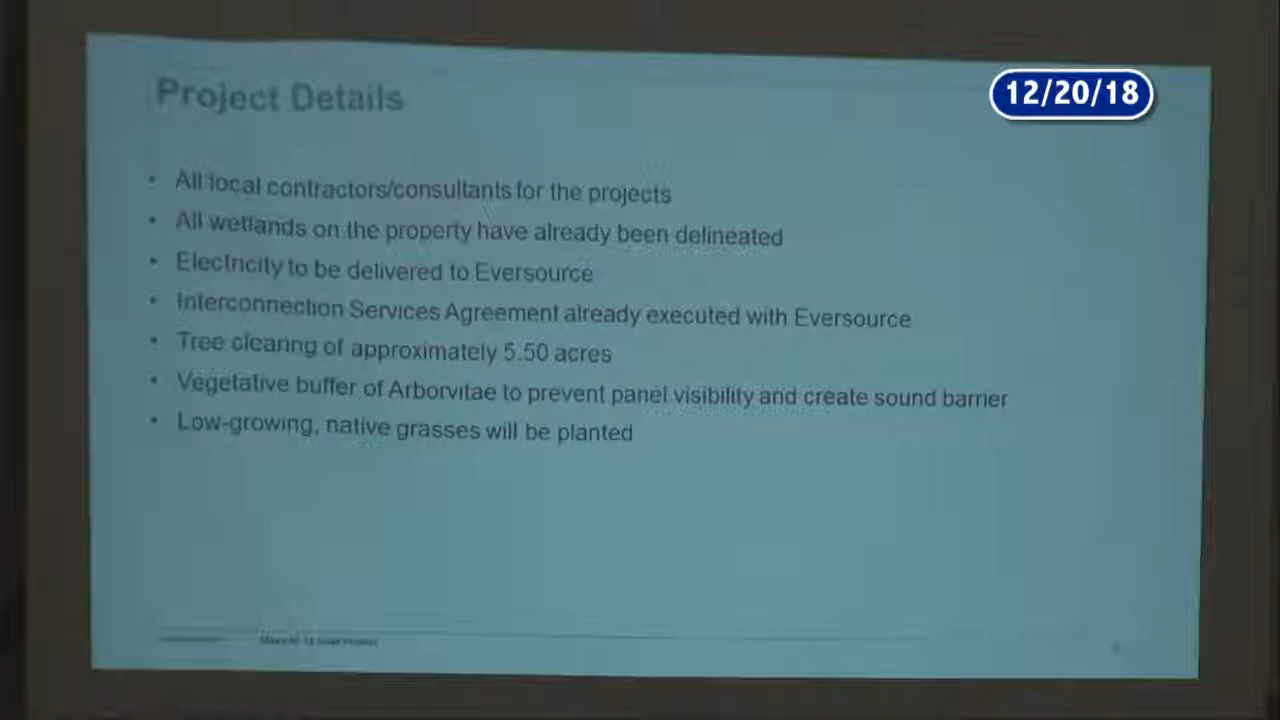 12/20/18
Project Details
• All local contractors/consultants for the projects
• All wetlands on the property have already been delineated
• Electricity to be delivered to Eversource
• Interconnection Services Agreement already executed with Eversource
• Tree clearing of approximately 5.50 acres
• Vegetative buffer of Arborvitae to prevent panel visibility and create sound barrier
• Low-growing, native grasses will be planted